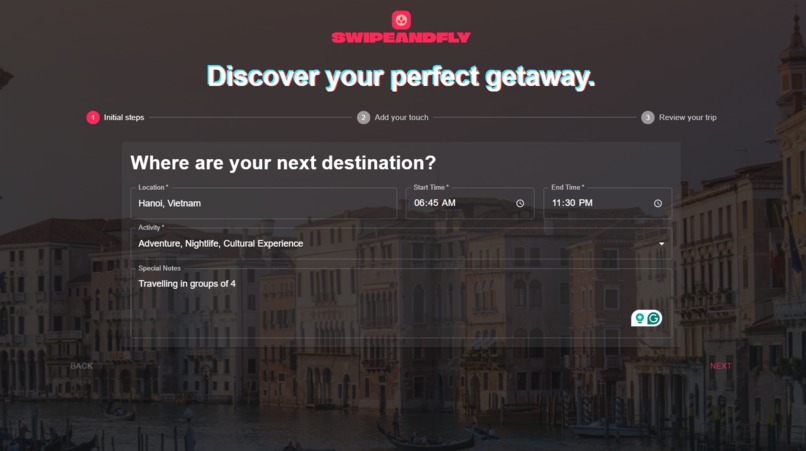 SWIPEANDFLY
Discover your perfect getaway.
1 Initial steps 2 Add your touch 3 Review your trip
Where are your next destination?
Location * Start Time * End Time *
Hanoi, Vietnam 06:45 AM 11:30 PM
Activity *
Adventure, Nightlife, Cultural Experience
Special Notes
Travelling in groups of 4
BACK NEXT